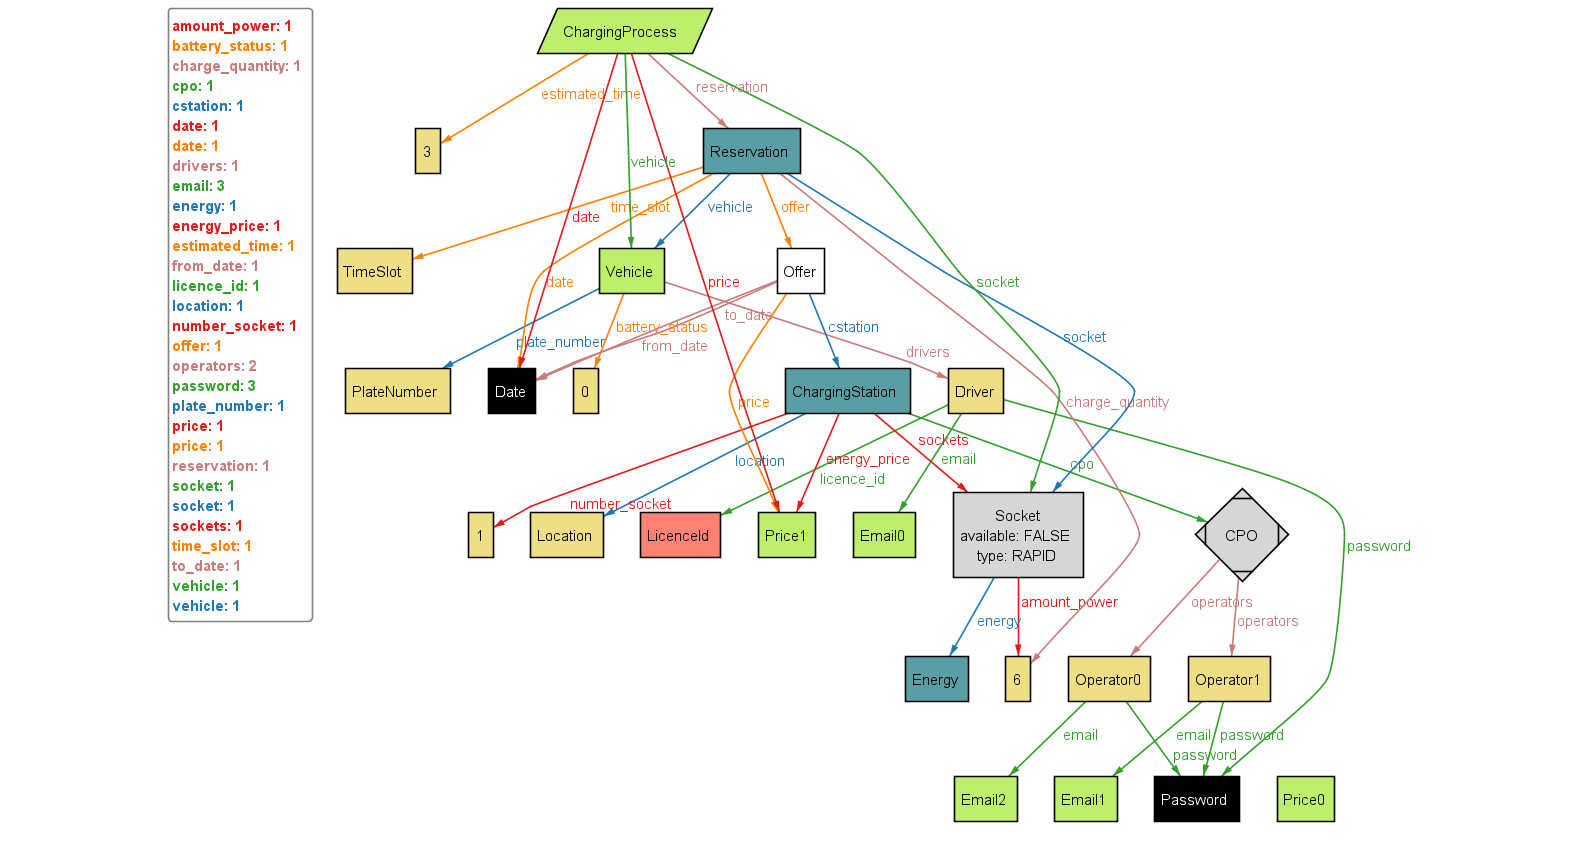 amount_power: 1
battery_status: 1
charge_quantity: 1
cpo: 1
cstation: 1
date: 1
date: 1
drivers: 1
email: 3
energy: 1
energy_price: 1
estimated_time: 1
from_date: 1
licence_id: 1
location: 1
number_socket: 1
offer: 1
operators: 2
password: 3
plate_number: 1
price: 1
price: 1
reservation: 1
socket: 1
socket: 1
sockets: 1
time_slot: 1
to_date: 1
vehicle: 1
vehicle: 1
ChargingProcess
estimated_time
reservation
3
vehicle
Reservation
date
time_slot
vehicle
offer
TimeSlot
Vehicle
Offer
date
price
socket
to_date
battery_status
cstation
plate_number
from_date
drivers
socket
PlateNumber
Date
0
ChargingStation
Driver
price
charge_quantity
sockets
location
energy_price
email
cpo
licence_id
number_socket
1
Location
LicenceId
Price1
Email0
Socket
available: FALSE
type: RAPID
CPO
password
amount_power
energy
operators
operators
Energy
6
Operator0
Operator1
email
email
password
password
Email2
Email1
Password
Price0